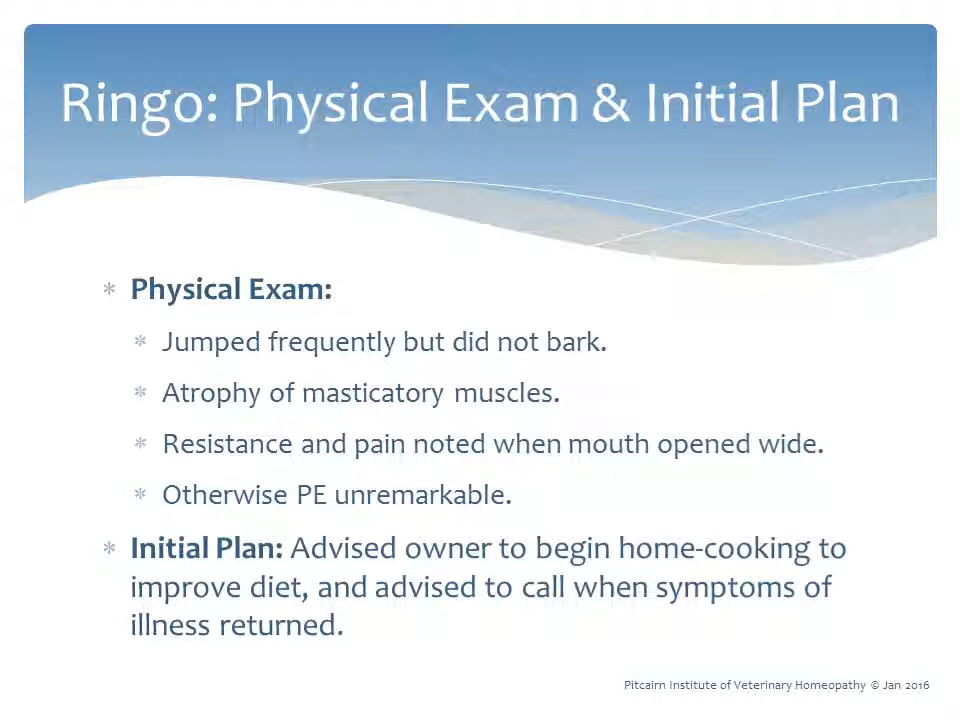 Ringo: Physical Exam & Initial Plan
* Physical Exam:
* Jumped frequently but did not bark.
* Atrophy of masticatory muscles.
* Resistance and pain noted when mouth opened wide.
* Otherwise PE unremarkable.
* Initial Plan: Advised owner to begin home-cooking to
improve diet, and advised to call when symptoms of
illness returned.
Pitcairn Institute of Veterinary Homeopathy © Jan 2016